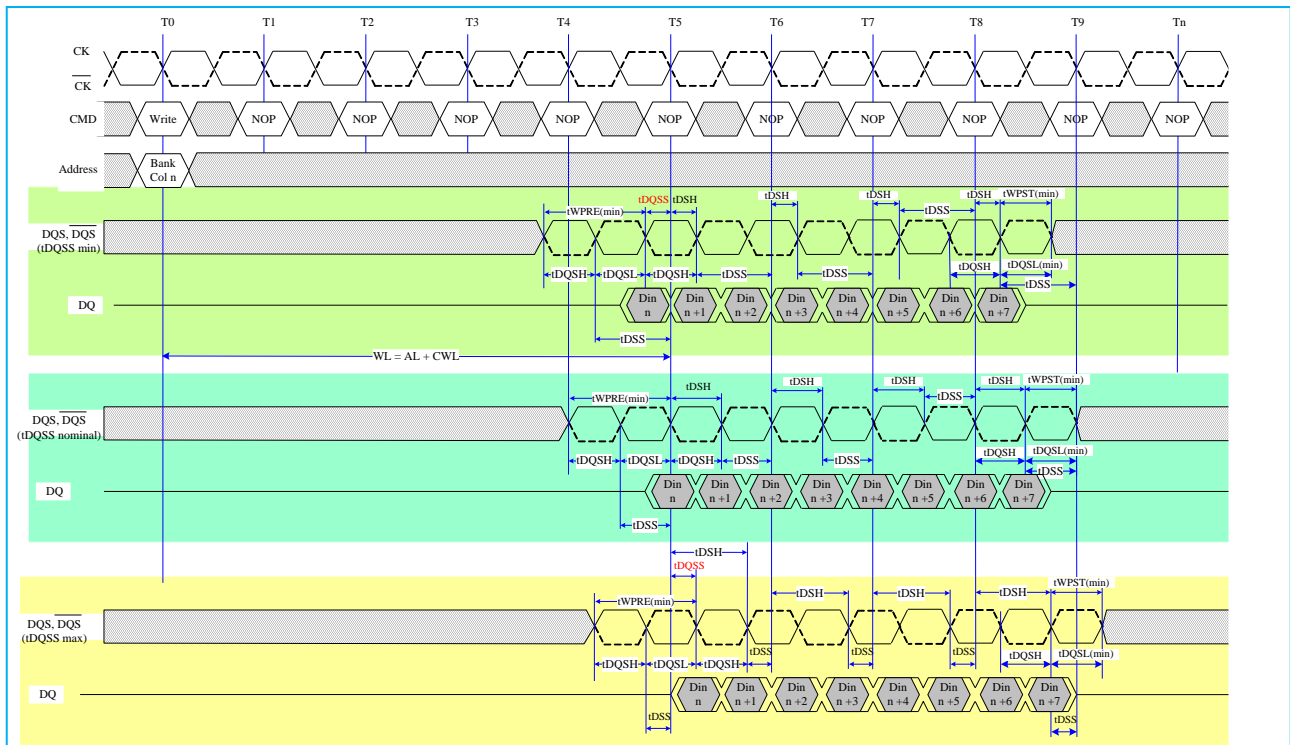 T0 T1 T2 T3 T4 T5 T6 T7 T8 T9 Tn
CK
CK
CMD Write NOP NOP NOP NOP NOP NOP NOP NOP NOP NOP
Address Bank
Col n
tDQSS tDSH tDSH tDSH tDSH tWPST(min)
tWPRE(min) tDSS
DQS, DQS
(tDQSS min)
tDQSH tDQSL tDQSH tDSS tDSS tDQSH tDQSL(min)
tDSS
DQ Din Din Din Din Din Din Din Din
n n +1 n +2 n +3 n +4 n +5 n +6 n +7
tDSS
WL = AL + CWL
tDSH tDSH tDSH tDSH tWPST(min)
tWPRE(min) tDSS
DQS, DQS
(tDQSS nominal)
tDQSH tDQSL tDQSH tDSS tDSS tDQSH tDQSL(min)
tDSS
DQ Din Din Din Din Din Din Din Din
n n +1 n +2 n +3 n +4 n +5 n +6 n +7
tDSS
tDSH
tDQSS
tWPRE(min) tDSH tDSH tDSH tWPST(min)
DQS, DQS
(tDQSS max)
tDSS tDSS tDSS
tDQSH tDQSL tDQSH tDQSH tDQSL(min)
DQ Din Din Din Din Din Din Din Din
n n +1 n +2 n +3 n +4 n +5 n +6 n +7
tDSS tDSS